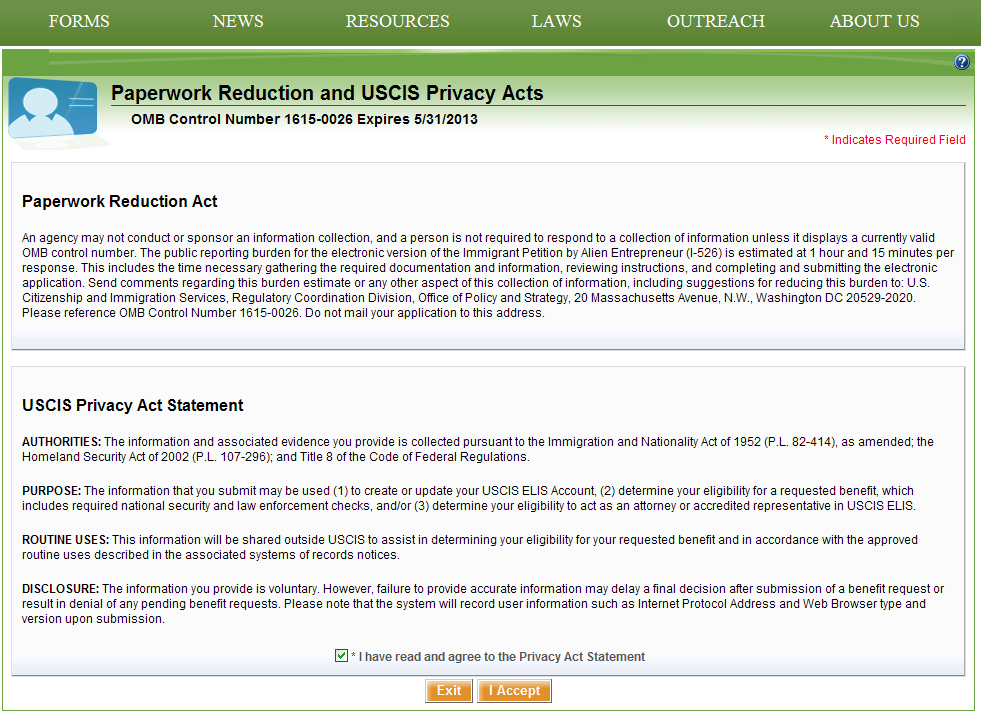 FORMS NEWS RESOURCES LAWS OUTREACH ABOUT US
?
Paperwork Reduction and USCIS Privacy Acts
OMB Control Number 1615-0026 Expires 5/31/2013
* Indicates Required Field
Paperwork Reduction Act
An agency may not conduct or sponsor an information collection, and a person is not required to respond to a collection of information unless it displays a currently valid
OMB control number. The public reporting burden for the electronic version of the Immigrant Petition by Alien Entrepreneur (I-526) is estimated at 1 hour and 15 minutes per
response. This includes the time necessary gathering the required documentation and information, reviewing instructions, and completing and submitting the electronic
application. Send comments regarding this burden estimate or any other aspect of this collection of information, including suggestions for reducing this burden to: U.S.
Citizenship and Immigration Services, Regulatory Coordination Division, Office of Policy and Strategy, 20 Massachusetts Avenue, N.W., Washington DC 20529-2020.
Please reference OMB Control Number 1615-0026. Do not mail your application to this address.
USCIS Privacy Act Statement
AUTHORITIES: The information and associated evidence you provide is collected pursuant to the Immigration and Nationality Act of 1952 (P.L. 82-414), as amended; the
Homeland Security Act of 2002 (P.L. 107-296); and Title 8 of the Code of Federal Regulations.
PURPOSE: The information that you submit may be used (1) to create or update your USCIS ELIS Account, (2) determine your eligibility for a requested benefit, which
includes required national security and law enforcement checks, and/or (3) determine your eligibility to act as an attorney or accredited representative in USCIS ELIS.
ROUTINE USES: This information will be shared outside USCIS to assist in determining your eligibility for your requested benefit and in accordance with the approved
routine uses described in the associated systems of records notices.
DISCLOSURE: The information you provide is voluntary. However, failure to provide accurate information may delay a final decision after submission of a benefit request or
result in denial of any pending benefit requests. Please note that the system will record user information such as Internet Protocol Address and Web Browser type and
version upon submission.
* I have read and agree to the Privacy Act Statement
Exit I Accept